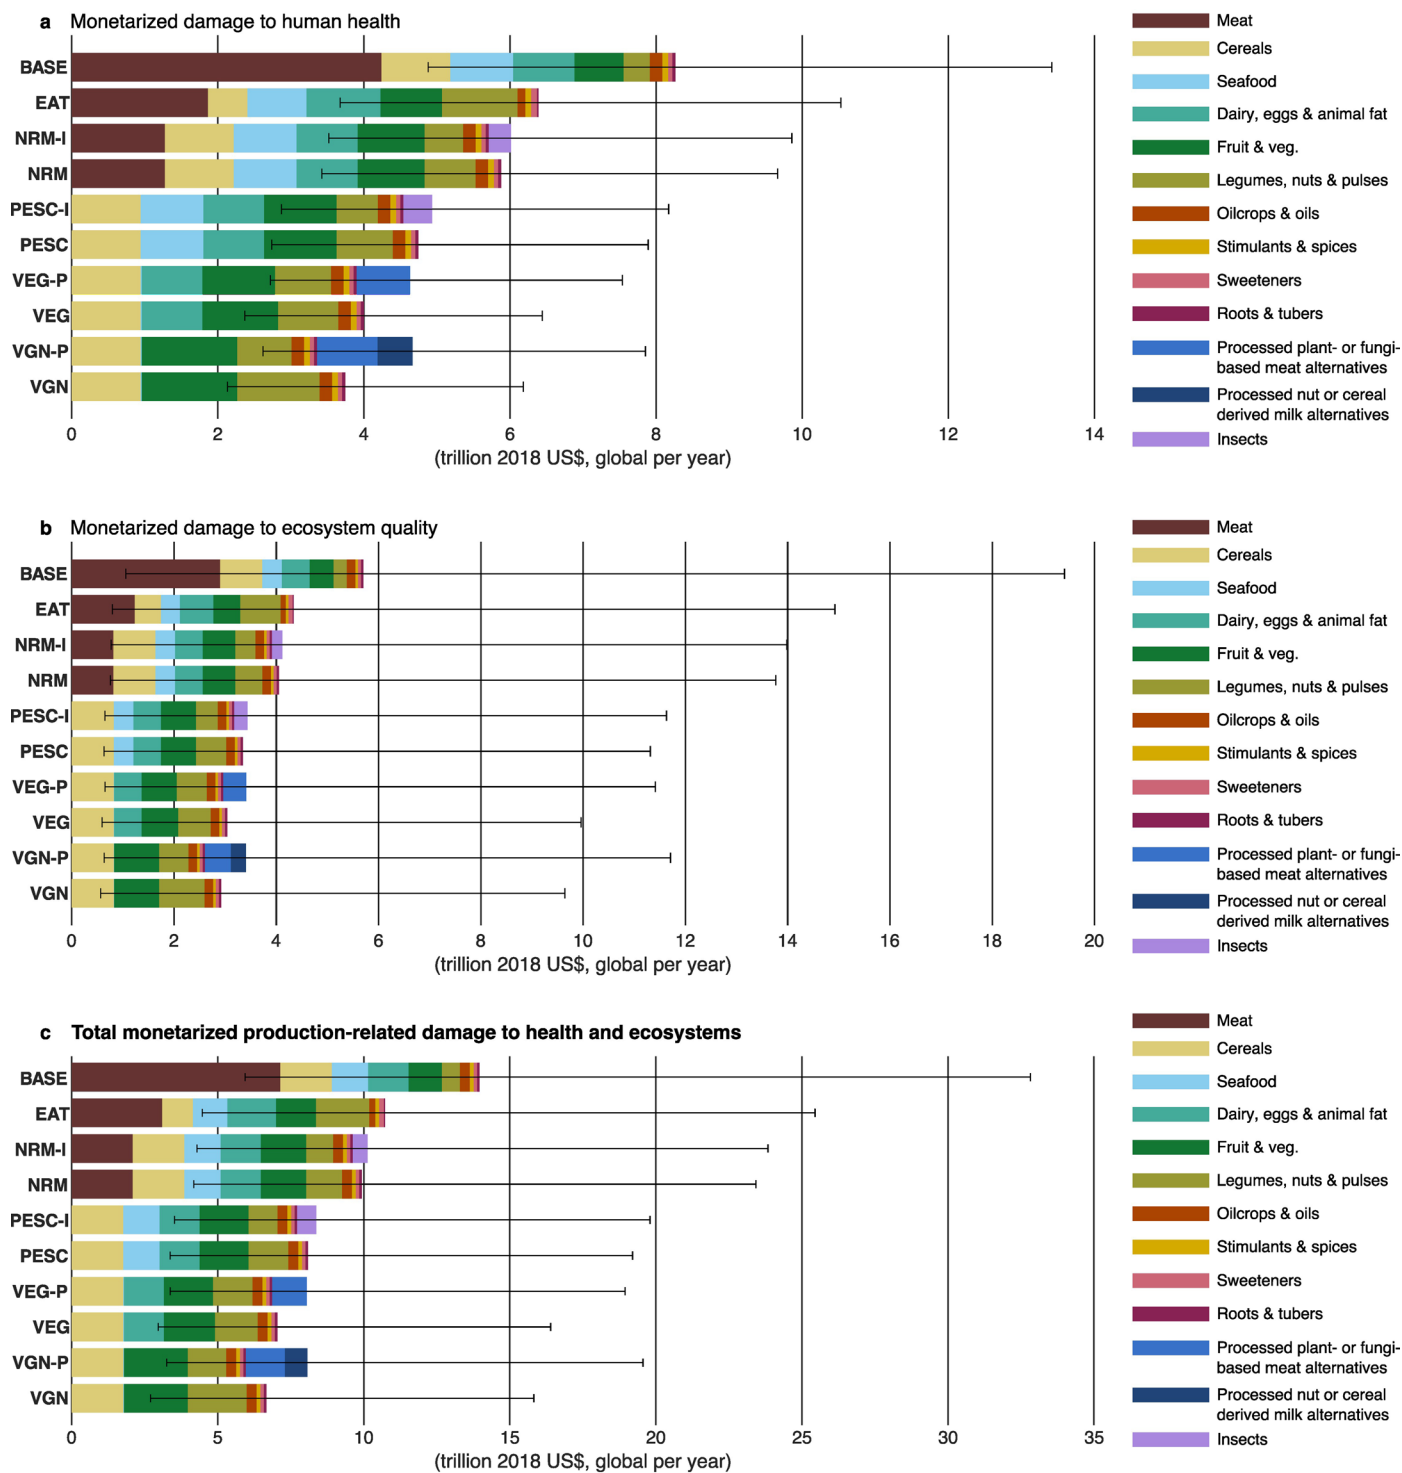 a Monetarized damage to human health
BASE
EAT
NRM-I
NRM
PESC-I
PESC
VEG-P
VEG
VGN-P
VGN
0 2 4 6 8 10 12 14
(trillion 2018 US$, global per year)
Meat
Cereals
Seafood
Dairy, eggs & animal fat
Fruit & veg.
Legumes, nuts & pulses
Oilcrops & oils
Stimulants & spices
Sweeteners
Roots & tubers
Processed plant- or fungi-
based meat alternatives
Processed nut or cereal
derived milk alternatives
Insects
b Monetarized damage to ecosystem quality
BASE
EAT
NRM-I
NRM
PESC-I
PESC
VEG-P
VEG
VGN-P
VGN
0 2 4 6 8 10 12 14 16 18 20
(trillion 2018 US$, global per year)
Meat
Cereals
Seafood
Dairy, eggs & animal fat
Fruit & veg.
Legumes, nuts & pulses
Oilcrops & oils
Stimulants & spices
Sweeteners
Roots & tubers
Processed plant- or fungi-
based meat alternatives
Processed nut or cereal
derived milk alternatives
Insects
c Total monetarized production-related damage to health and ecosystems
BASE
EAT
NRM-I
NRM
PESC-I
PESC
VEG-P
VEG
VGN-P
VGN
0 5 10 15 20 25 30 35
(trillion 2018 US$, global per year)
Meat
Cereals
Seafood
Dairy, eggs & animal fat
Fruit & veg.
Legumes, nuts & pulses
Oilcrops & oils
Stimulants & spices
Sweeteners
Roots & tubers
Processed plant- or fungi-
based meat alternatives
Processed nut or cereal
derived milk alternatives
Insects